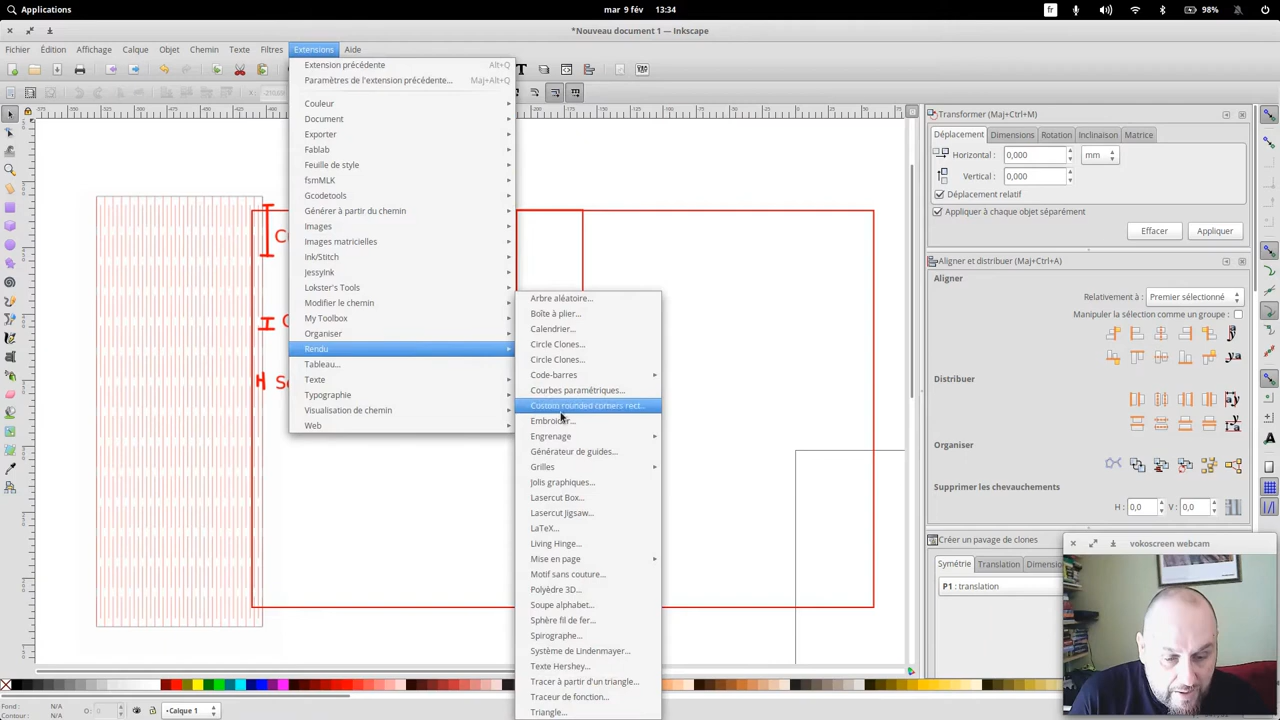 Applications
mar 9 fév 13:34
fr
98%
*Nouveau document 1 — Inkscape
Fichier Édition Affichage Calque Objet Chemin Texte Filtres Extensions Aide
Extension précédente Alt+Q
Paramètres de l'extension précédente... Maj+Alt+Q
Couleur
Document
Exporter
Fablab
Feuille de style
fsmMLK
Gcodetools
Générer à partir du chemin
Images
Images matricielles
Ink/Stitch
JessyInk
Lokster's Tools
Modifier le chemin
My Toolbox
Organiser
Rendu
Tableau...
Texte
Typographie
Visualisation de chemin
Web
Arbre aléatoire...
Boîte à plier...
Calendrier...
Circle Clones...
Circle Clones...
Code-barres
Courbes paramétriques...
Custom rounded corners rect...
Embroider...
Engrenage
Générateur de guides...
Grilles
Jolis graphiques...
Lasercut Box...
Lasercut Jigsaw...
LaTeX...
Living Hinge...
Mise en page
Motif sans couture...
Polyèdre 3D...
Soupe alphabet...
Sphère fil de fer...
Spirographe...
Système de Lindenmayer...
Texte Hershey...
Tracer à partir d'un triangle...
Traceur de fonction...
Triangle...
Transformer (Maj+Ctrl+M)
Déplacement Dimensions Rotation Inclinaison Matrice
Horizontal : 0,000 mm
Vertical : 0,000
Déplacement relatif
Appliquer à chaque objet séparément
Effacer Appliquer
Aligner et distribuer (Maj+Ctrl+A)
Aligner
Relativement à : Premier sélectionné
Manipuler la sélection comme un groupe :
Distribuer
Organiser
Supprimer les chevauchements
H : 0,0 V : 0,0
Créer un pavage de clones
Symétrie Translation Dimension
P1 : translation
vokoscreen webcam
Fond : N/A
Contour : N/A
O: 0
Calque 1